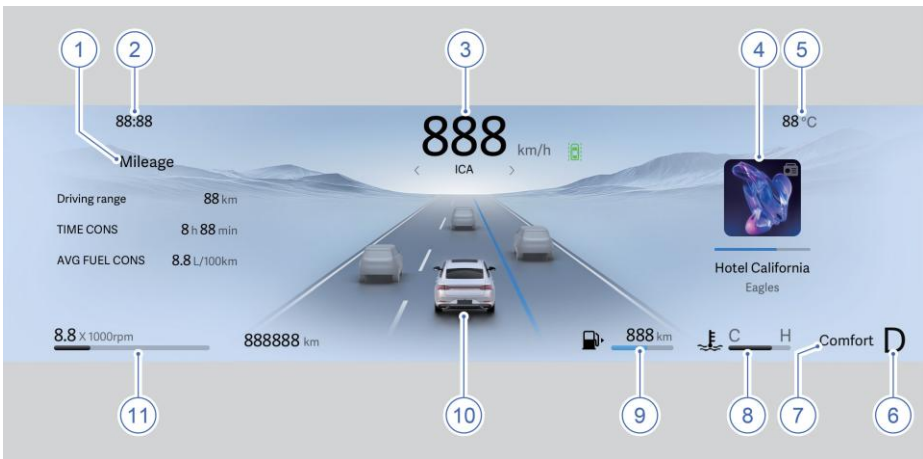 1
2
3
4
5
88:88
888 km/h
88 °C
Mileage
< ICA >
Driving range 88 km
TIME CONS 8 h 88 min
AVG FUEL CONS 8.8 L/100km
Hotel California
Eagles
8.8 X 1000rpm
888888 km
888 km
C H
Comfort D
11
10
9
8
7
6